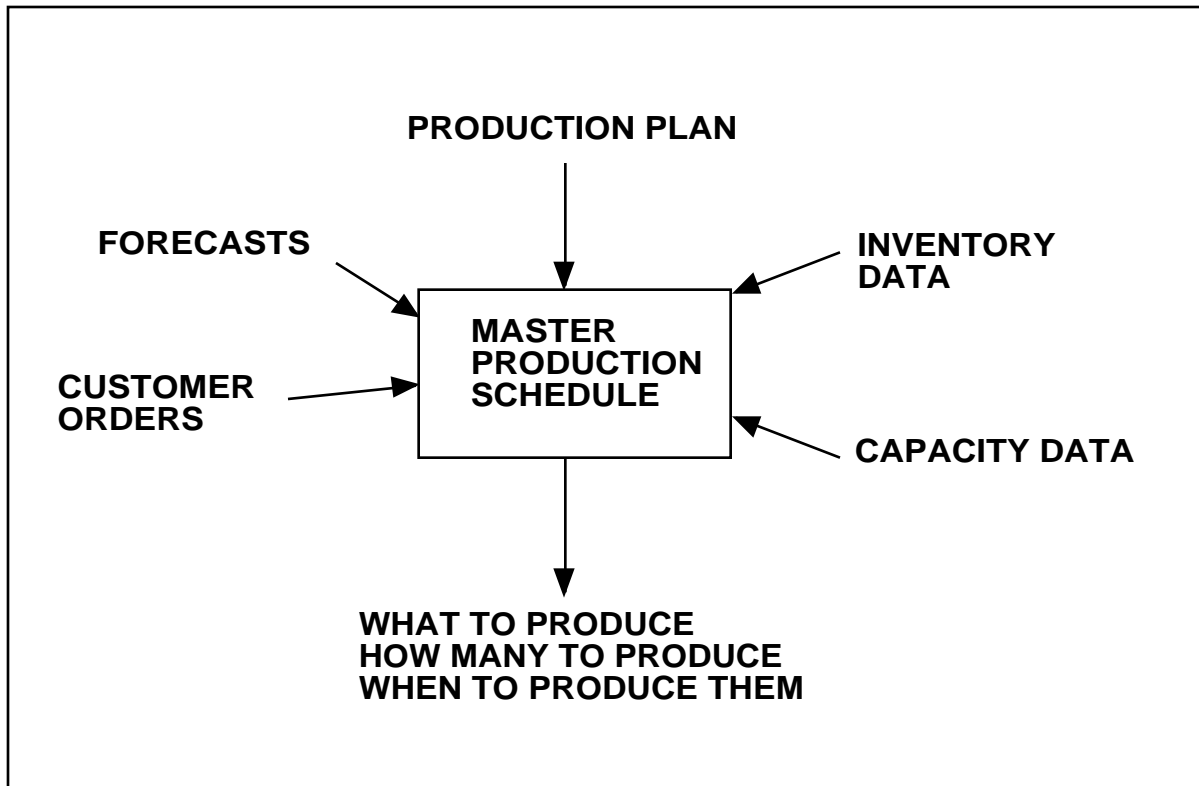 PRODUCTION PLAN
FORECASTS
INVENTORY
DATA
MASTER
PRODUCTION
SCHEDULE
CUSTOMER
ORDERS
CAPACITY DATA
WHAT TO PRODUCE
HOW MANY TO PRODUCE
WHEN TO PRODUCE THEM